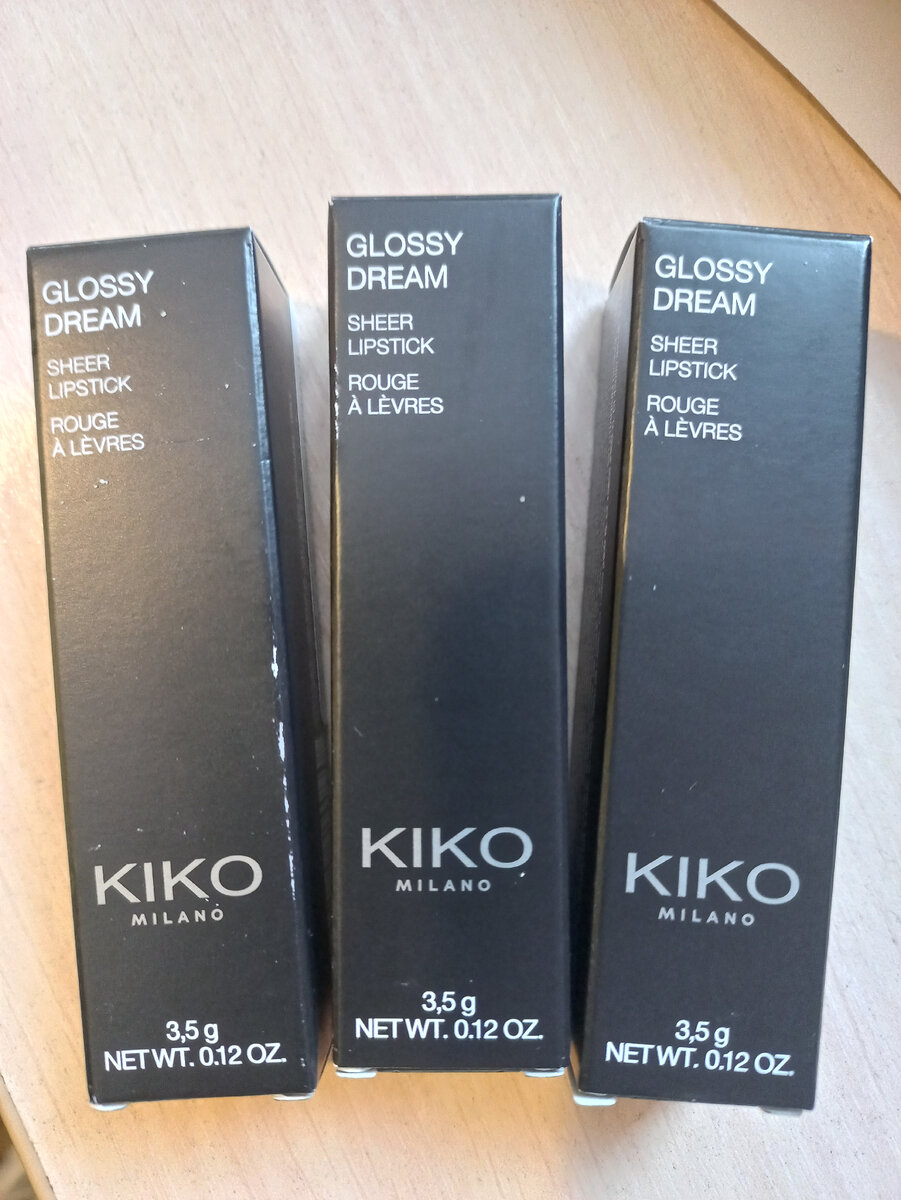 GLOSSY
DREAM
SHEER
LIPSTICK
ROUGE
À LÈVRES
KIKO
MILANO
3,5 g
NET WT. 0.12 OZ.
GLOSSY
DREAM
SHEER
LIPSTICK
ROUGE
À LÈVRES
KIKO
MILANO
3,5 g
NET WT. 0.12 OZ.
GLOSSY
DREAM
SHEER
LIPSTICK
ROUGE
À LÈVRES
KIKO
MILANO
3,5 g
NET WT. 0.12 OZ.